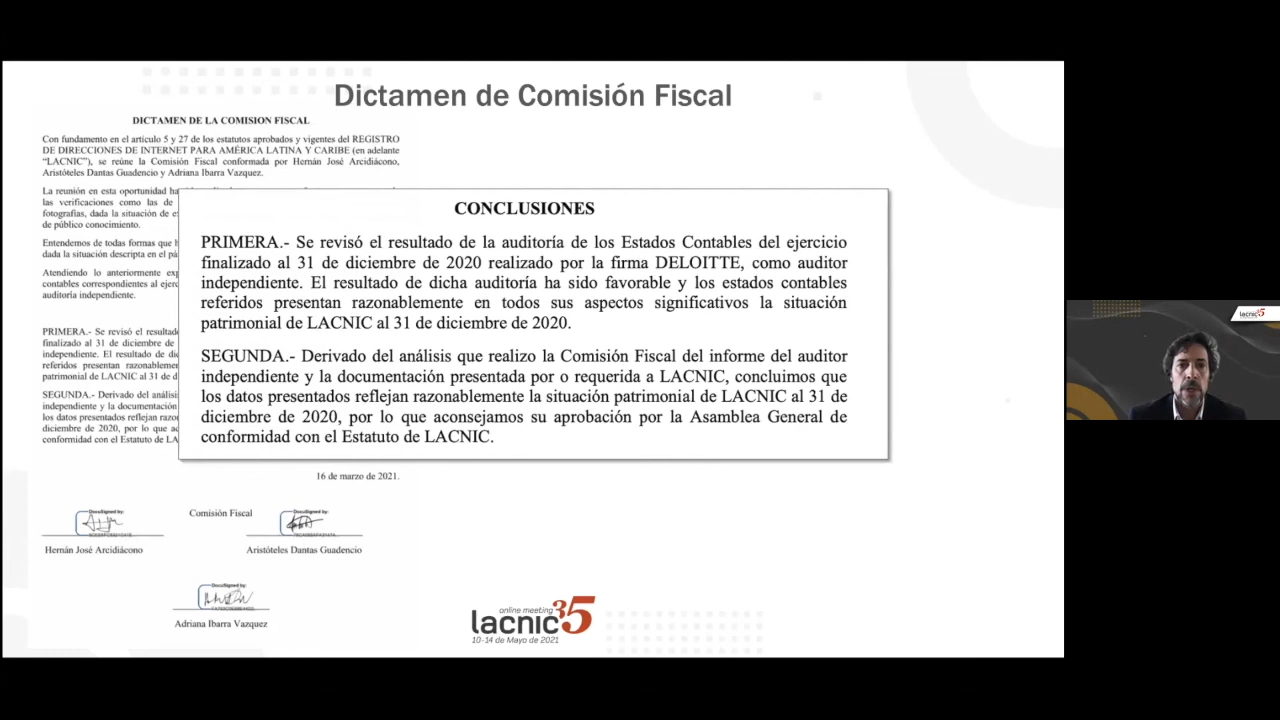 Dictamen de Comisión Fiscal
DICTAMEN DE LA COMISION FISCAL
Con fundamento en el artículo 5 y 27 de los estatutos aprobados y vigentes del REGISTRO
DE DIRECCIONES DE INTERNET PARA AMÉRICA LATINA Y CARIBE (en adelante
“LACNIC”), se reúne la Comisión Fiscal conformada por Hernán José Arcidiácono,
Aristóteles Dantas Guadencio y Adriana Ibarra Vazquez.
La reunión en esta oportunidad
las verificaciones como las de
fotografías, dada la situación de
de público conocimiento.
Entendemos de todas formas que
dada la situación descripta en el
Atendiendo lo anteriormente
contables correspondientes al
auditoría independiente.
PRIMERA.- Se revisó el
finalizado al 31 de diciembre de
independiente. El resultado de
referidos presentan
patrimonial de LACNIC al 31 de
SEGUNDA.- Derivado del
independiente y la documentación
los datos presentados reflejan
diciembre de 2020, por lo que
conformidad con el Estatuto de
CONCLUSIONES
PRIMERA.- Se revisó el resultado de la auditoría de los Estados Contables del ejercicio
finalizado al 31 de diciembre de 2020 realizado por la firma DELOITTE, como auditor
independiente. El resultado de dicha auditoría ha sido favorable y los estados contables
referidos presentan razonablemente en todos sus aspectos significativos la situación
patrimonial de LACNIC al 31 de diciembre de 2020.
SEGUNDA.- Derivado del análisis que realizo la Comisión Fiscal del informe del auditor
independiente y la documentación presentada por o requerida a LACNIC, concluimos que
los datos presentados reflejan razonablemente la situación patrimonial de LACNIC al 31 de
diciembre de 2020, por lo que aconsejamos su aprobación por la Asamblea General de
conformidad con el Estatuto de LACNIC.
16 de marzo de 2021.
Comisión Fiscal
DocuSigned by:
DocuSigned by:
Hernán José Arcidiácono
Aristóteles Dantas Guadencio
DocuSigned by:
Adriana Ibarra Vazquez
online meeting
lacnic35
10-14 de Mayo de 2021
lacnic35